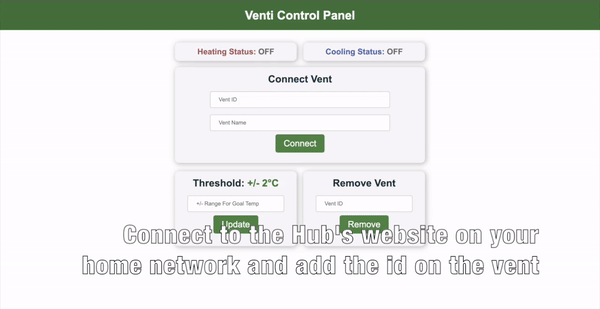 Venti Control Panel
Heating Status: OFF
Cooling Status: OFF
Connect Vent
Vent ID
Vent Name
Connect
Threshold: +/- 2°C
+/- Range For Goal Temp
Update
Remove Vent
Vent ID
Remove
Connect to the Hub's website on your
home network and add the id on the vent